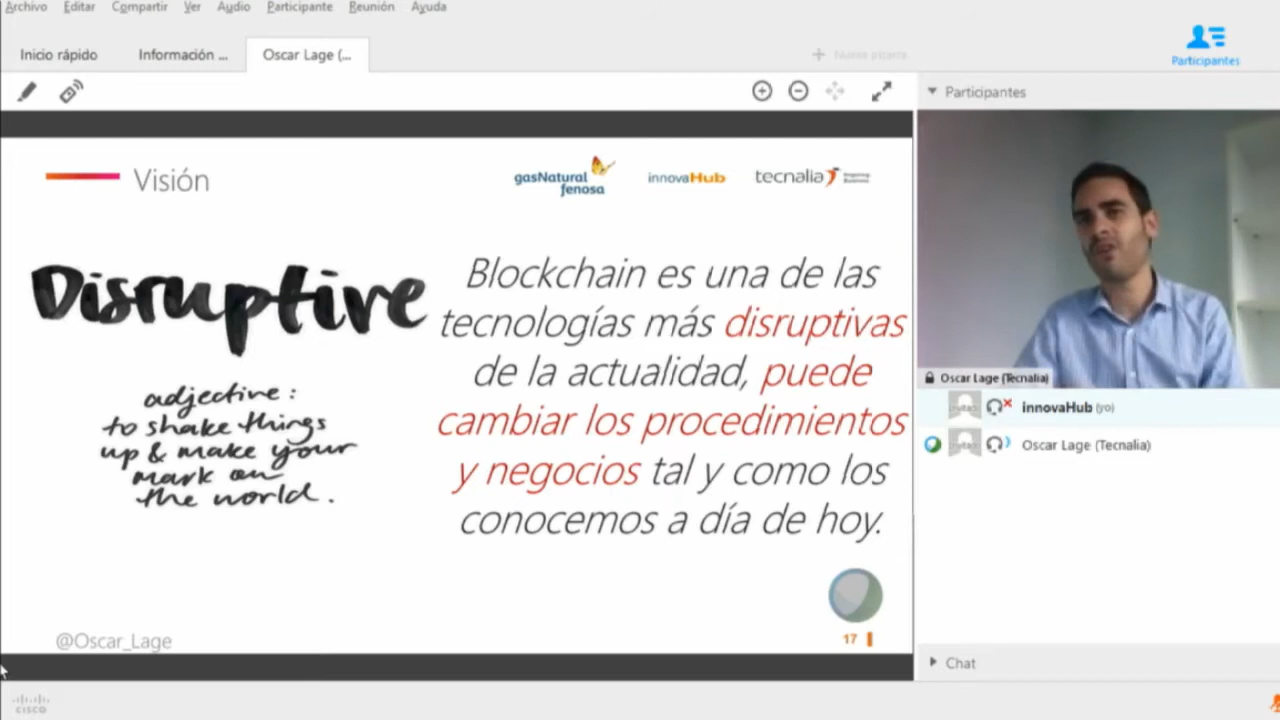 Archivo Editar Compartir Ver Audio Participante Reunión Ayuda
Inicio rápido Información ... Oscar Lage (... + Nueva pizarra
Participantes
Participantes
Visión
gasNatural
fenosa
innovaHub
tecnalia
Disruptive
adjective:
to shake things
up & make your
mark on
the world.
Blockchain es una de las
tecnologías más disruptivas
de la actualidad, puede
cambiar los procedimientos
y negocios tal y como los
conocemos a día de hoy.
@Oscar_Lage
17
Oscar Lage (Tecnalia)
innovaHub (yo)
Oscar Lage (Tecnalia)
Chat
CISCO